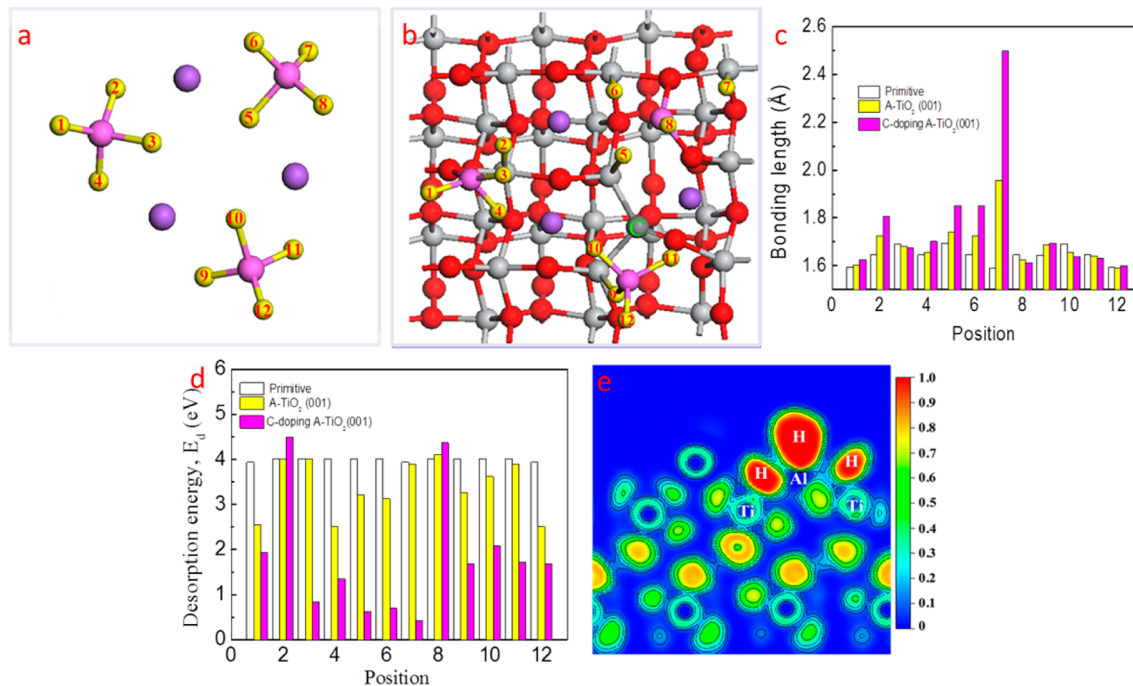 a
6
7
2
8
1
5
3
4
10
11
9
12
b
6
7
8
2
5
3
1
4
C
10
11
9
12
c
2.6
2.4
2.2
2.0
1.8
1.6
Bonding length (Å)
Primitive
A-TiO₂ (001)
C-doping A-TiO₂(001)
0 2 4 6 8 10 12
Position
d
6
5
4
3
2
1
0
Desorption energy, E_d (eV)
Primitive
A-TiO₂ (001)
C-doping A-TiO₂(001)
0 2 4 6 8 10 12
Position
e
H
H H
Al
Ti Ti
1.0
0.9
0.8
0.7
0.6
0.5
0.4
0.3
0.2
0.1
0